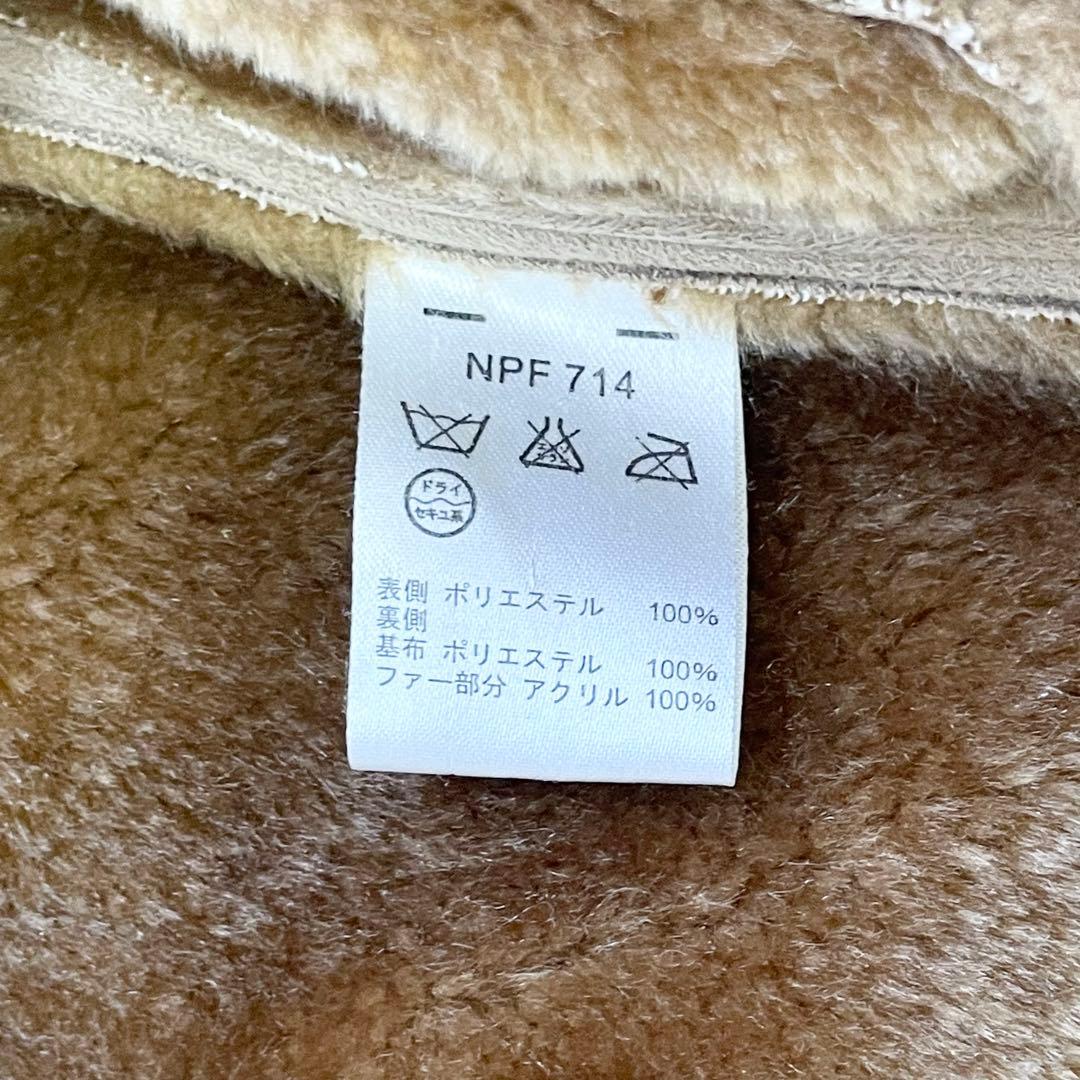 NPF 714
ドライ
セキユ系
表側 ポリエステル 100%
裏側
基布 ポリエステル 100%
ファー部分 アクリル 100%